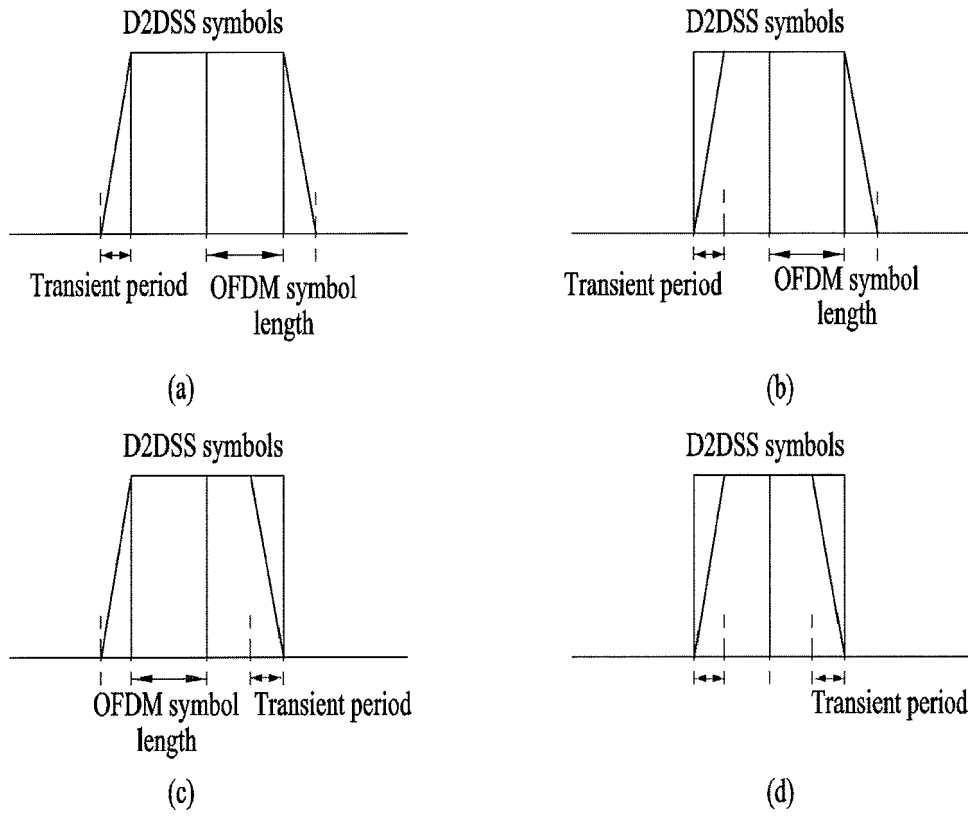 D2DSS symbols
Transient period
OFDM symbol
length
(a)
D2DSS symbols
Transient period
OFDM symbol
length
(b)
D2DSS symbols
OFDM symbol
length
Transient period
(c)
D2DSS symbols
Transient period
(d)